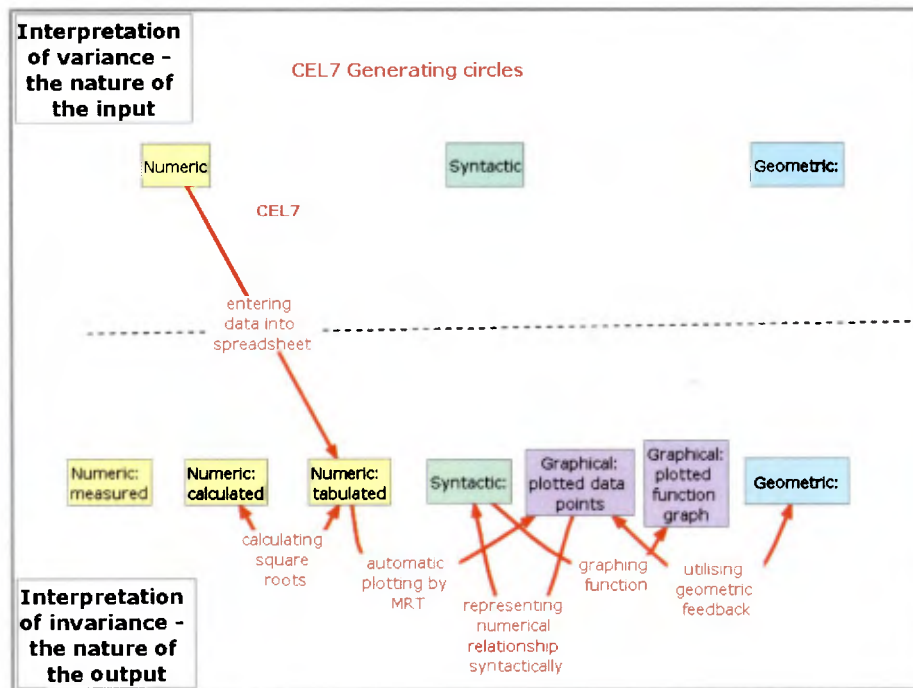 Interpretation
of variance -
the nature of
the input
CEL7 Generating circles
Numeric
Syntactic
Geometric:
CEL7
entering
data into
spreadsheet
Numeric:
measured
Numeric:
calculated
Numeric:
tabulated
Syntactic:
Graphical:
plotted data
points
Graphical:
plotted
function
graph
Geometric:
calculating
square
roots
automatic
plotting by
MRT
representing
numerical
relationship
syntactically
graphing
function
utilising
geometric
feedback
Interpretation
of invariance -
the nature of
the output